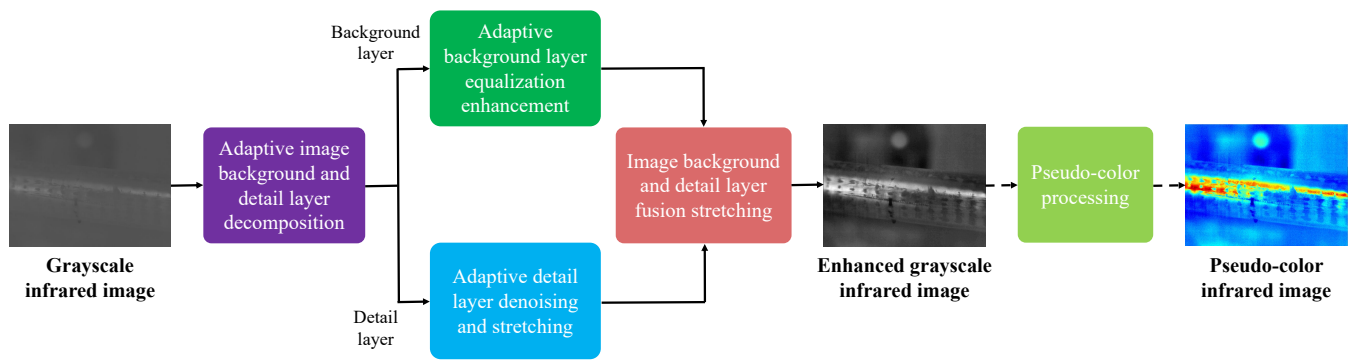 Background
layer
Adaptive
background layer
equalization
enhancement
Adaptive image
background and
detail layer
decomposition
Image background
and detail layer
fusion stretching
Pseudo-color
processing
Grayscale
infrared image
Enhanced grayscale
infrared image
Pseudo-color
infrared image
Adaptive detail
layer denoising
and stretching
Detail
layer